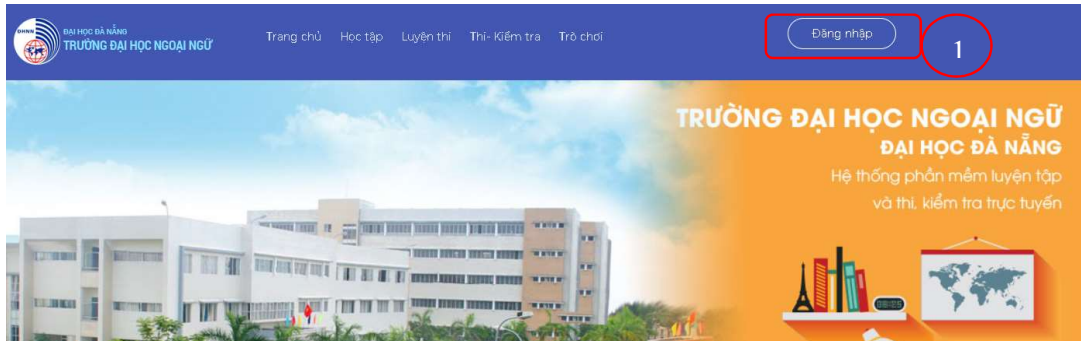 ĐHNN
ĐẠI HỌC ĐÀ NẴNG
TRƯỜNG ĐẠI HỌC NGOẠI NGỮ
Trang chủ Học tập Luyện thi Thi- Kiểm tra Trò chơi
Đăng nhập
1
TRƯỜNG ĐẠI HỌC NGOẠI NGỮ
ĐẠI HỌC ĐÀ NẴNG
Hệ thống phần mềm luyện tập
và thi, kiểm tra trực tuyến